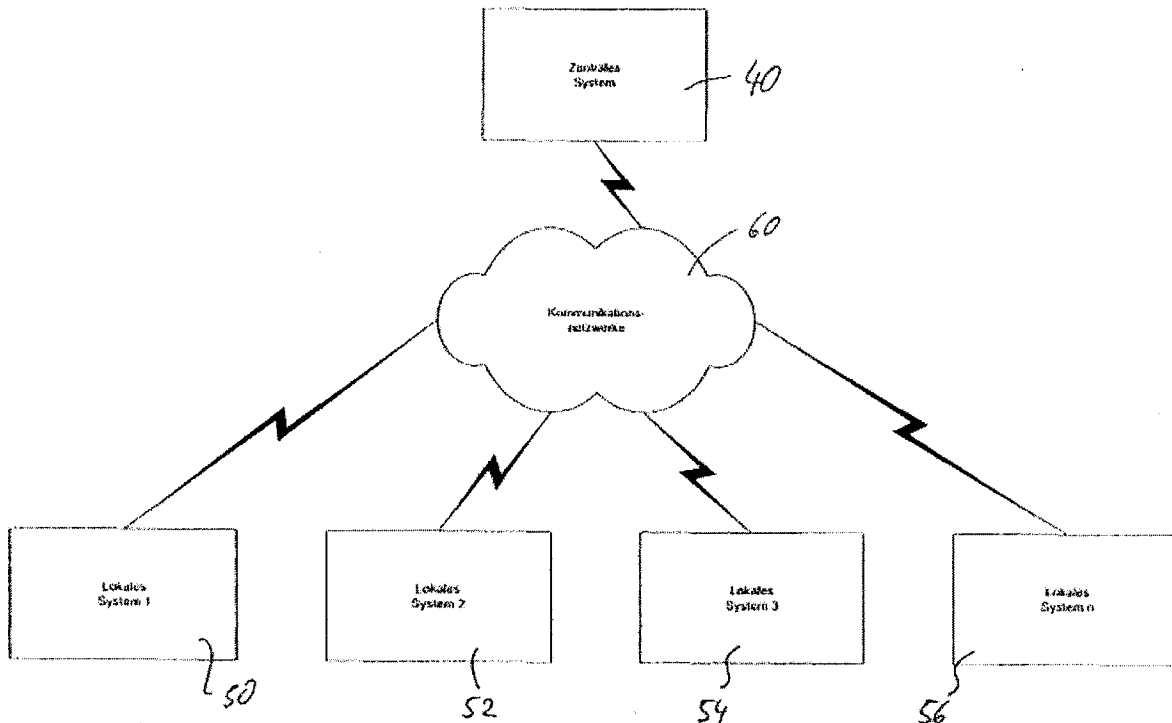 Zentrales
System
40
60
Kommunikations-
netzwerke
Lokales
System 1
Lokales
System 2
Lokales
System 3
Lokales
System n
50
52
54
56